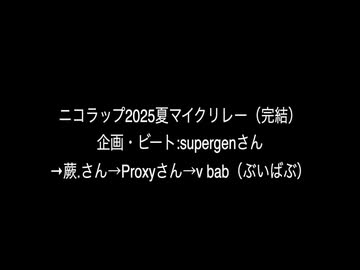 ニコラップ2025夏マイクリレー（完結）
企画・ビート:supergenさん
→蕨.さん→Proxyさん→v bab（ぶいばぶ）